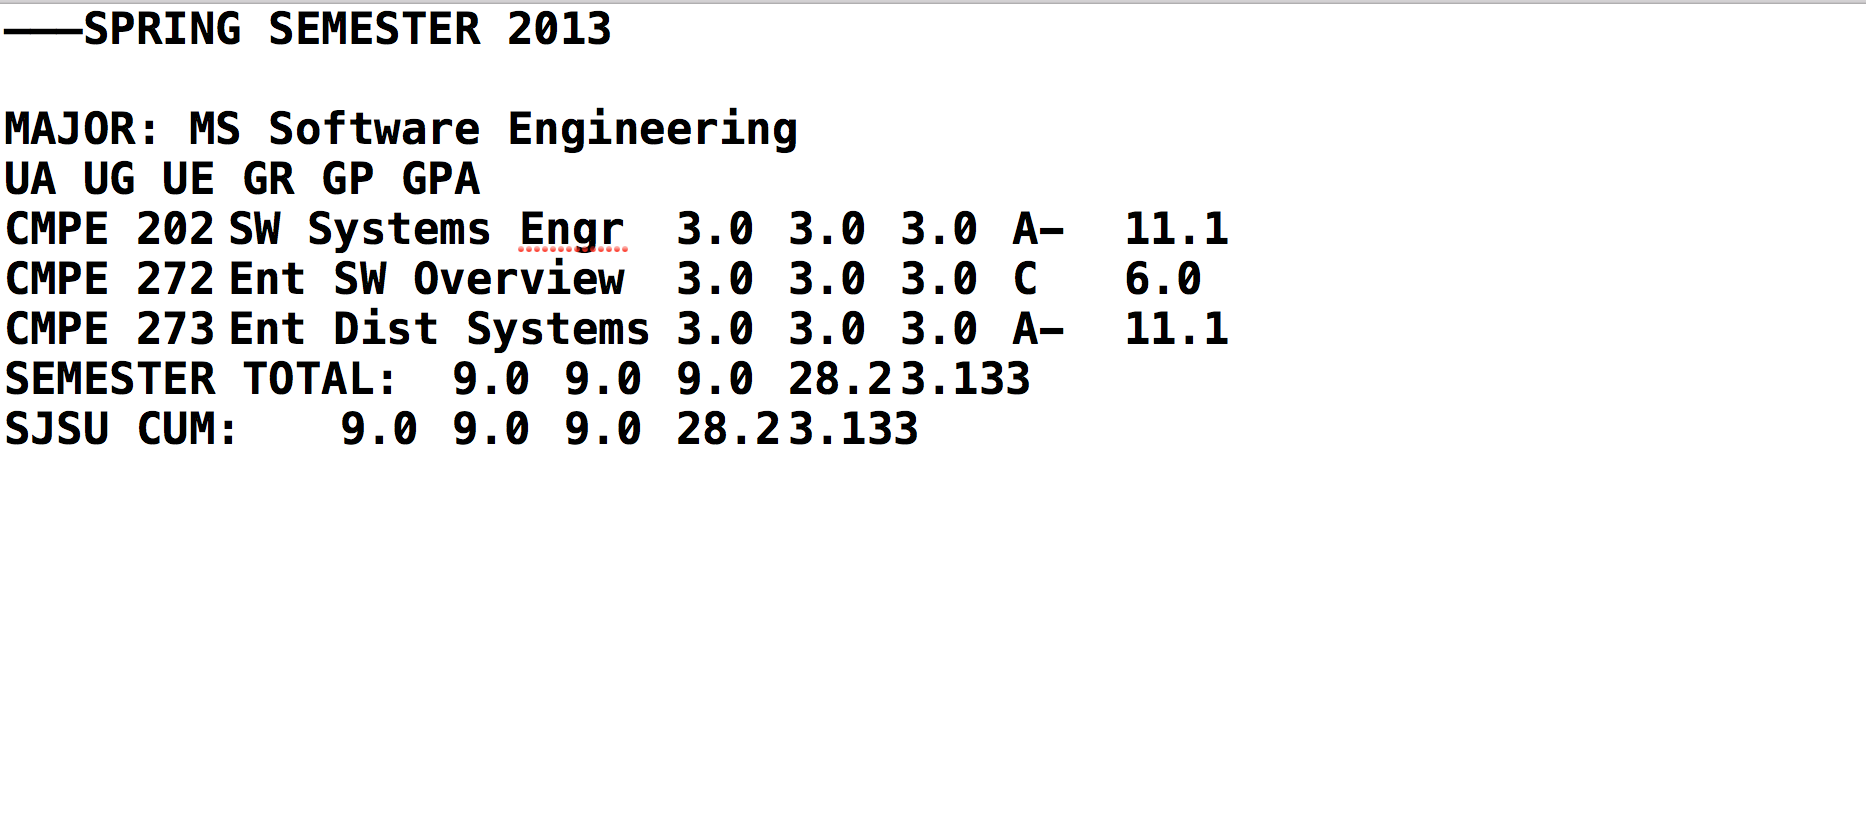 ———SPRING SEMESTER 2013
MAJOR: MS Software Engineering
UA UG UE GR GP GPA
CMPE 202 SW Systems Engr 3.0 3.0 3.0 A– 11.1
CMPE 272 Ent SW Overview 3.0 3.0 3.0 C 6.0
CMPE 273 Ent Dist Systems 3.0 3.0 3.0 A– 11.1
SEMESTER TOTAL: 9.0 9.0 9.0 28.2 3.133
SJSU CUM: 9.0 9.0 9.0 28.2 3.133